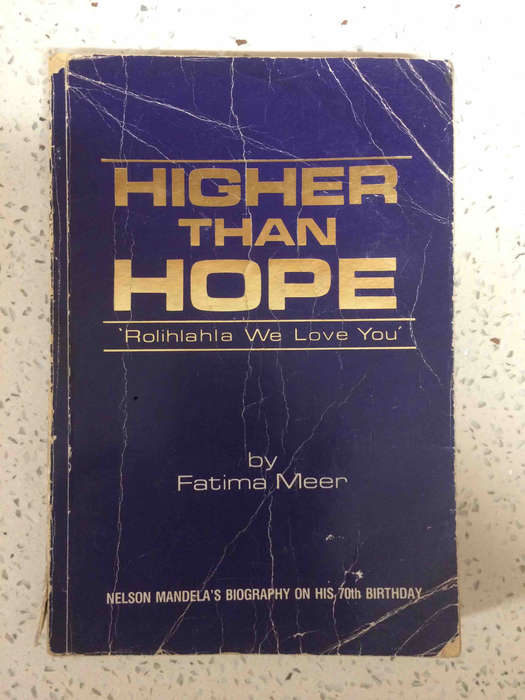 HIGHER
THAN
HOPE
`Rolihlahla We Love You´
by
Fatima Meer
NELSON MANDELA'S BIOGRAPHY ON HIS 70th BIRTHDAY